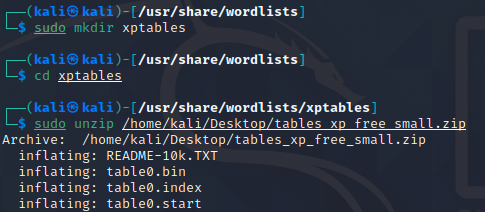 ┌──(kali㉿kali)-[/usr/share/wordlists]
└─$ sudo mkdir xptables
┌──(kali㉿kali)-[/usr/share/wordlists]
└─$ cd xptables
┌──(kali㉿kali)-[/usr/share/wordlists/xptables]
└─$ sudo unzip /home/kali/Desktop/tables_xp_free_small.zip
Archive:  /home/kali/Desktop/tables_xp_free_small.zip
  inflating: README-10k.TXT
  inflating: table0.bin
  inflating: table0.index
  inflating: table0.start